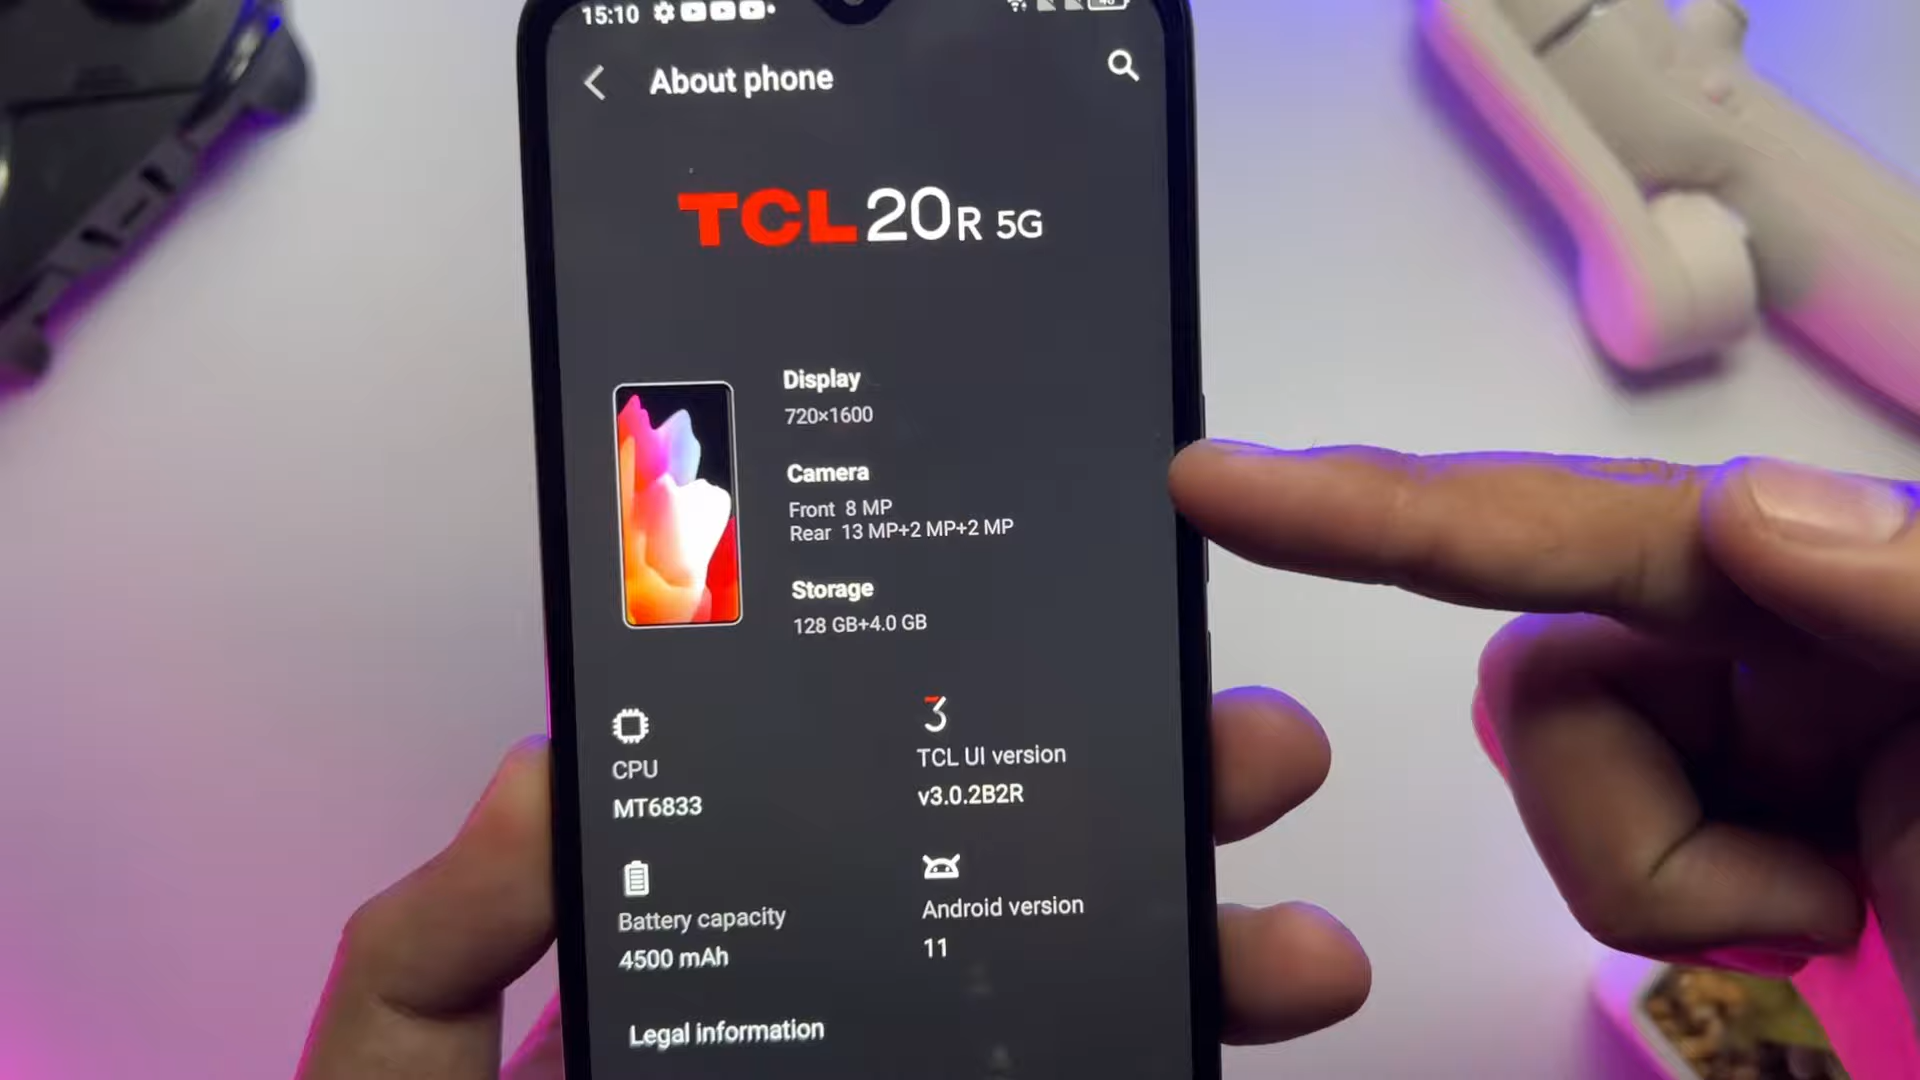 15:10
About phone
TCL 20 R 5G
Display
720×1600
Camera
Front 8 MP
Rear 13 MP+2 MP+2 MP
Storage
128 GB+4.0 GB
3
CPU
TCL UI version
MT6833
v3.0.2B2R
Battery capacity
Android version
4500 mAh
11
Legal information